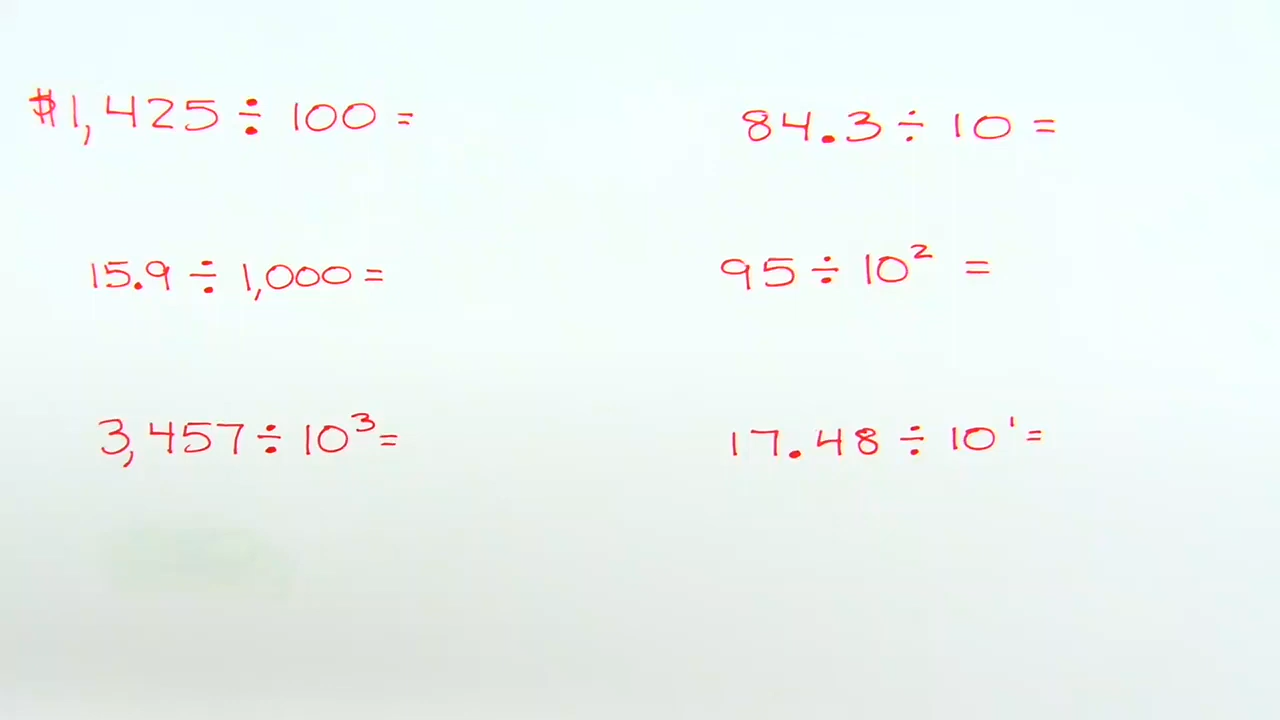 $1,425 ÷ 100 =
84.3 ÷ 10 =
15.9 ÷ 1,000 =
95 ÷ 10² =
3,457 ÷ 10³ =
17.48 ÷ 10¹ =